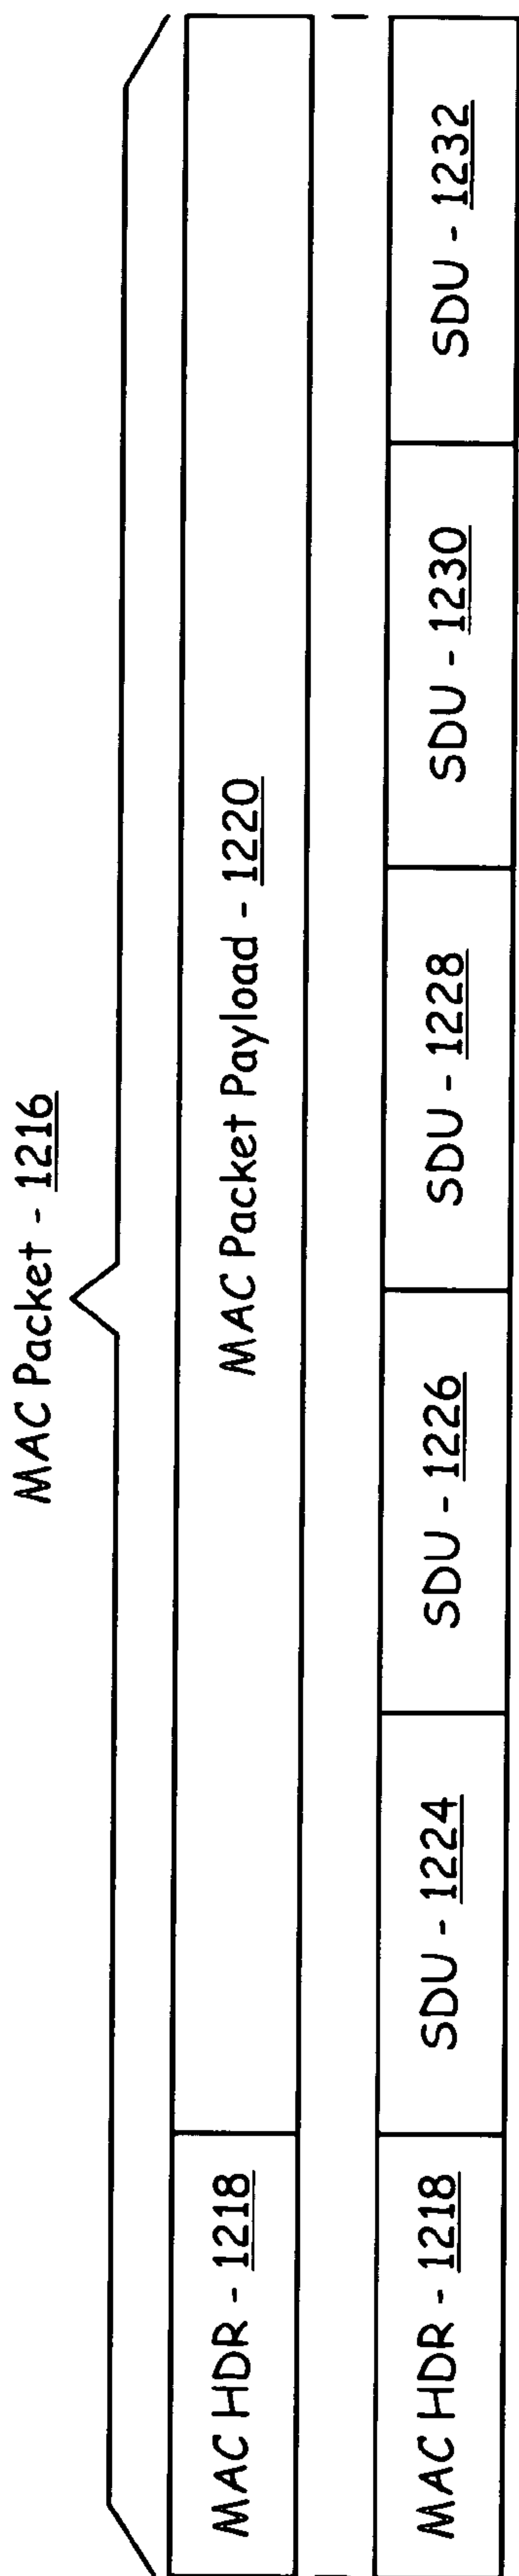 MAC Packet - 1216
MAC HDR - 1218
MAC Packet Payload - 1220
MAC HDR - 1218
SDU - 1224
SDU - 1226
SDU - 1228
SDU - 1230
SDU - 1232